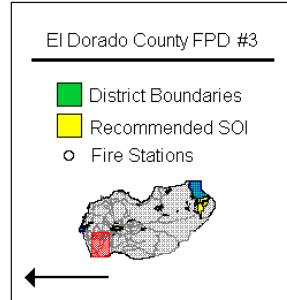 El Dorado County FPD #3
District Boundaries
Recommended SOI
Fire Stations